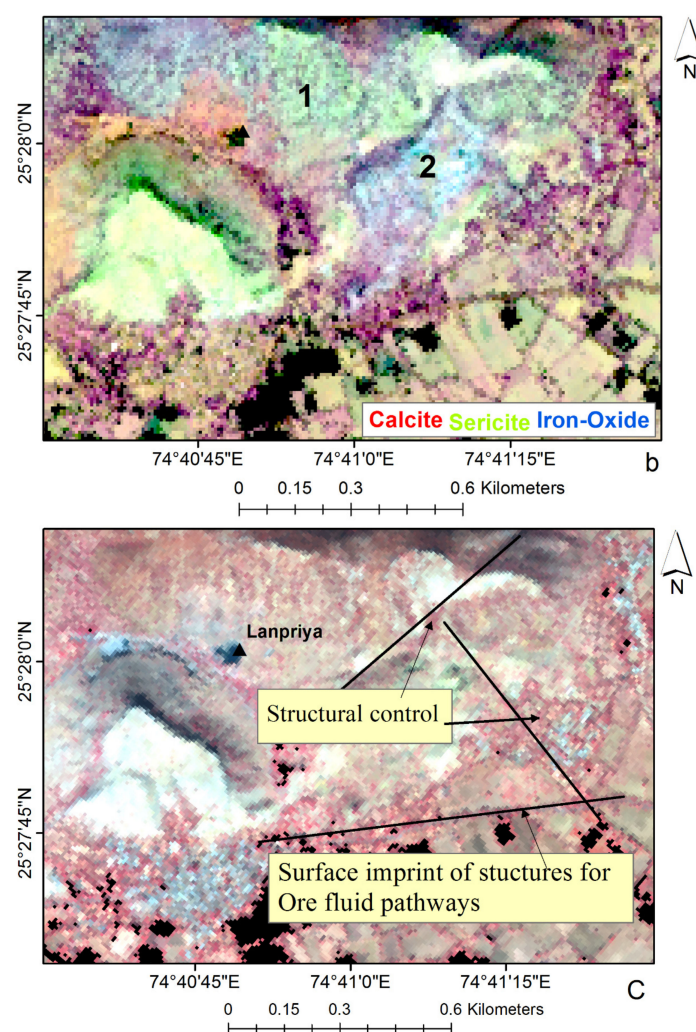 N
1
2
25°28'0"N
25°27'45"N
Calcite Sericite Iron-Oxide
b
74°40'45"E 74°41'0"E 74°41'15"E
0 0.15 0.3 0.6 Kilometers
N
Lanpriya
25°28'0"N
Structural control
25°27'45"N
Surface imprint of stuctures for
Ore fluid pathways
C
74°40'45"E 74°41'0"E 74°41'15"E
0 0.15 0.3 0.6 Kilometers